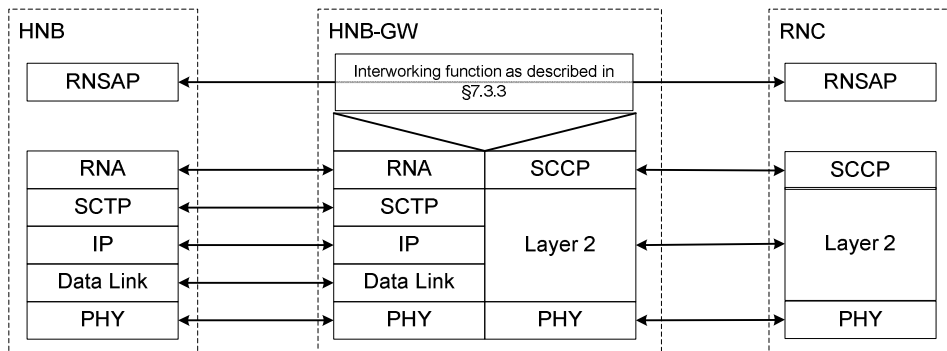 HNB
HNB-GW
RNC
RNSAP
Interworking function as described in
§7.3.3
RNSAP
RNA
RNA
SCCP
SCCP
SCTP
SCTP
IP
IP
Layer 2
Layer 2
Data Link
Data Link
PHY
PHY
PHY
PHY